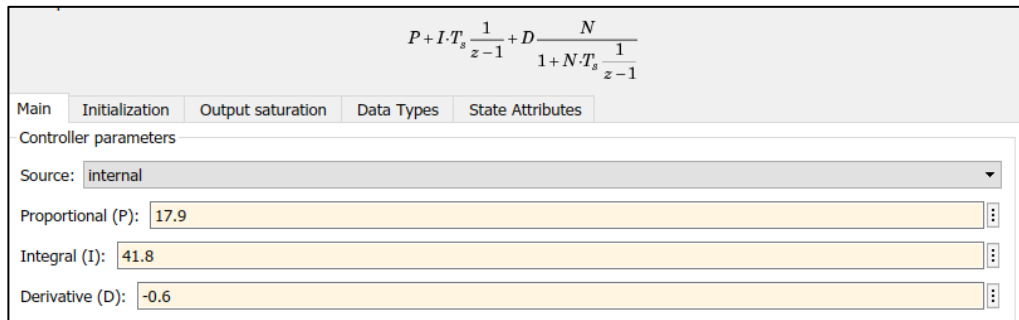 P + I·T_s 1/(z−1) + D N/(1 + N·T_s 1/(z−1))
Main Initialization Output saturation Data Types State Attributes
Controller parameters
Source: internal
Proportional (P): 17.9
Integral (I): 41.8
Derivative (D): -0.6